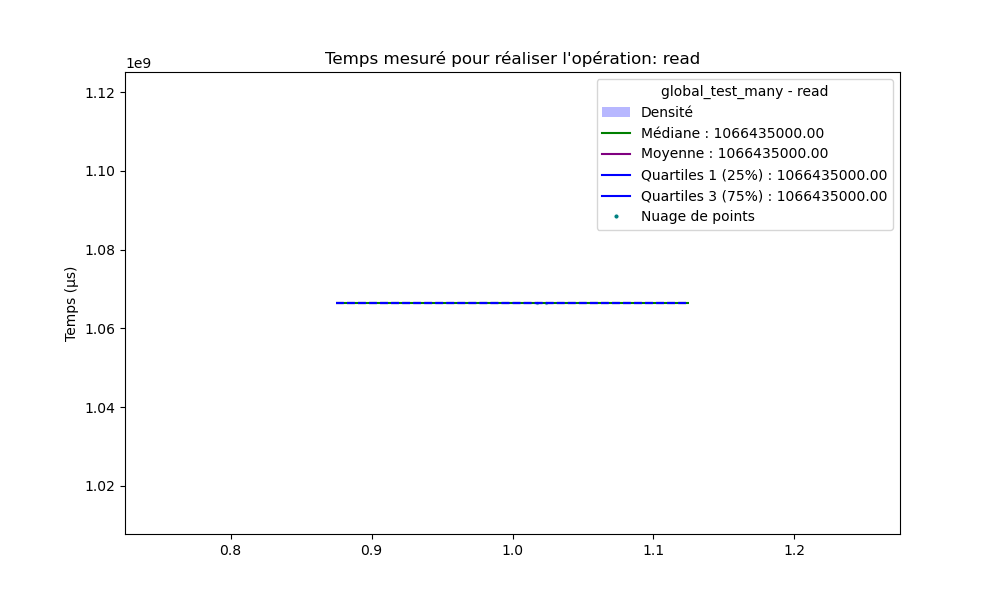 Temps mesuré pour réaliser l'opération: read
1e9
global_test_many - read
Densité
Médiane : 1066435000.00
Moyenne : 1066435000.00
Quartiles 1 (25%) : 1066435000.00
Quartiles 3 (75%) : 1066435000.00
Nuage de points
Temps (µs)
1.12
1.10
1.08
1.06
1.04
1.02
0.8 0.9 1.0 1.1 1.2